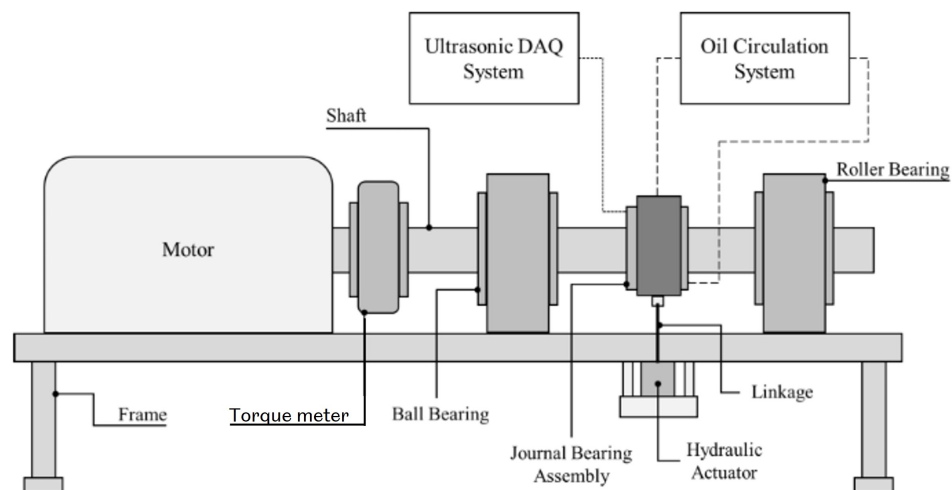 Ultrasonic DAQ
System
Oil Circulation
System
Shaft
Roller Bearing
Motor
Frame
Torque meter
Ball Bearing
Journal Bearing
Assembly
Hydraulic
Actuator
Linkage